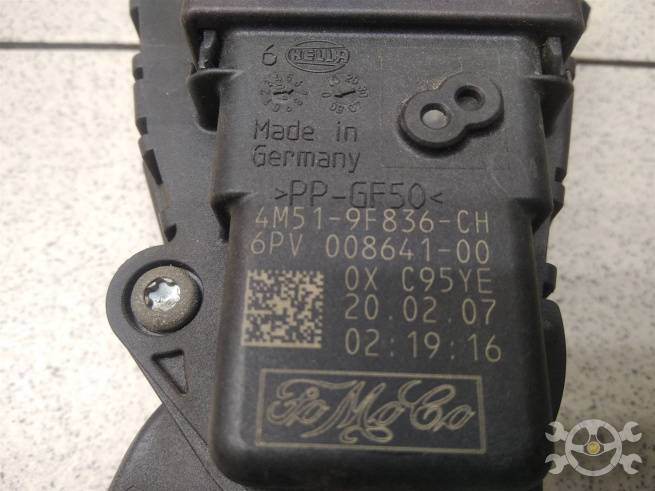 6 HELLA
Made in
Germany
>PP-GF50<
4M51-9F836-CH
6PV 008641-00
0X C95YE
20.02.07
02:19:16
FoMoCo